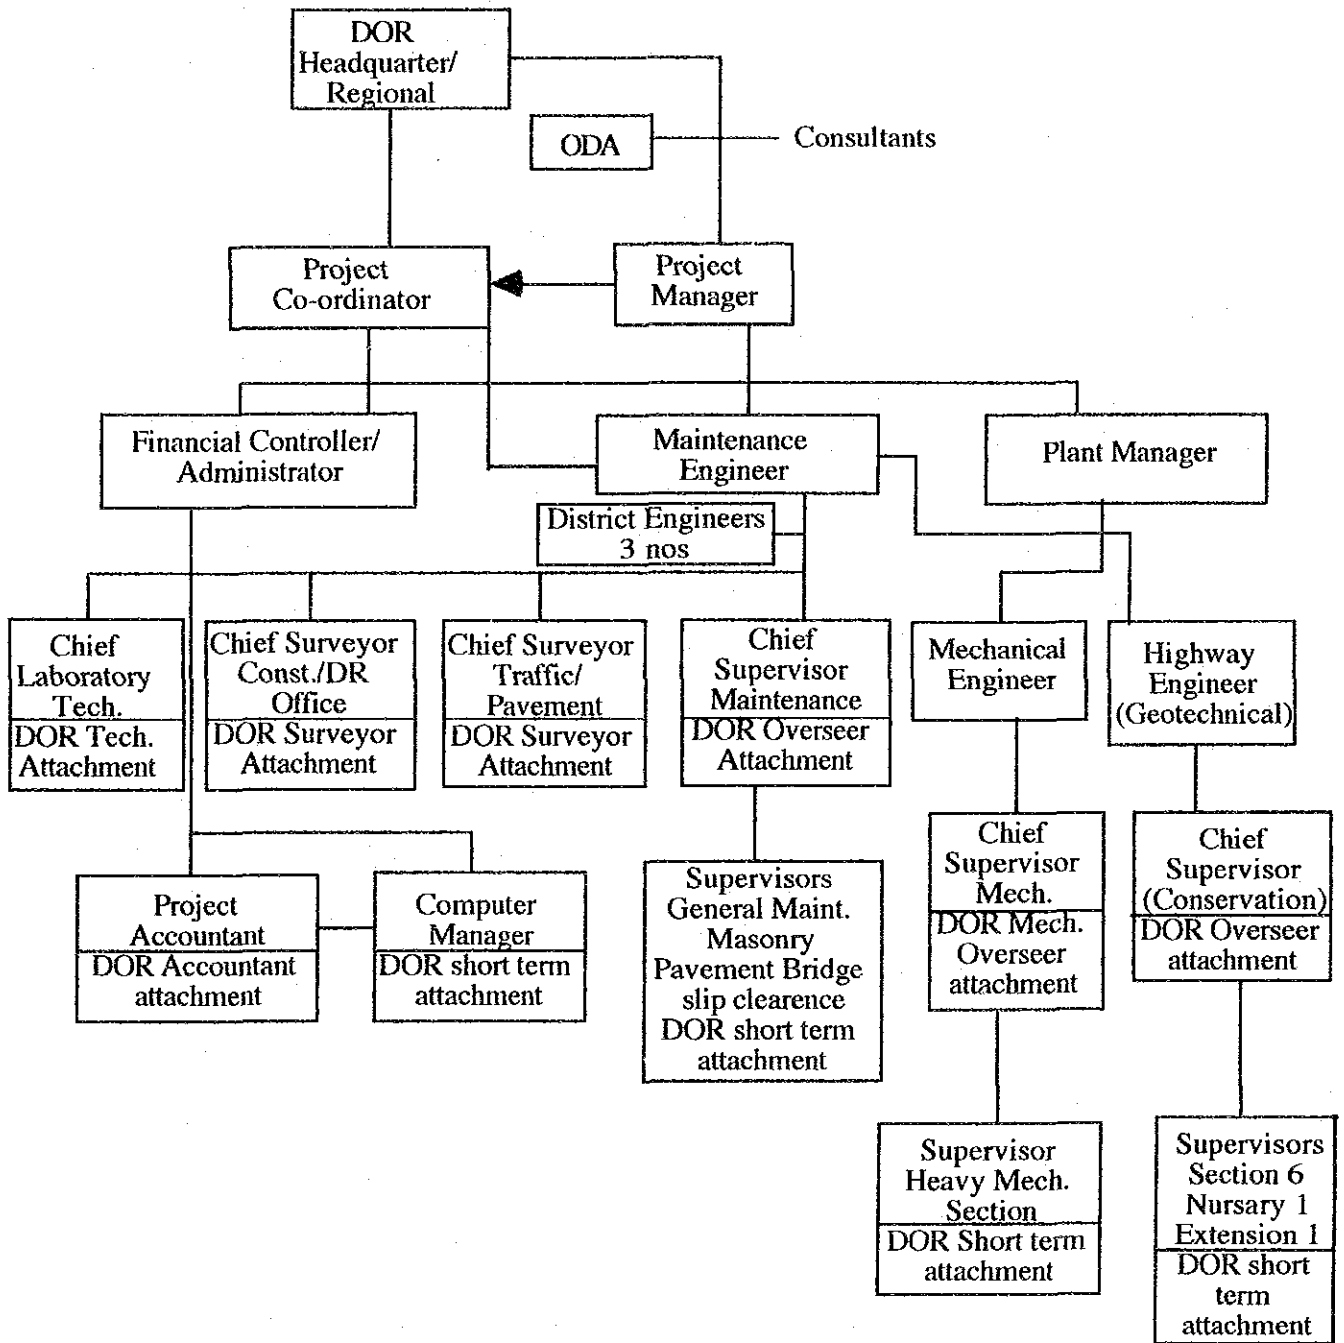 DOR
Headquarter/
Regional
ODA
Consultants
Project
Co-ordinator
Project
Manager
Financial Controller/
Administrator
Maintenance
Engineer
Plant Manager
District Engineers
3 nos
Chief
Laboratory
Tech.
DOR Tech.
Attachment
Chief Surveyor
Const./DR
Office
DOR Surveyor
Attachment
Chief Surveyor
Traffic/
Pavement
DOR Surveyor
Attachment
Chief
Supervisor
Maintenance
DOR Overseer
Attachment
Mechanical
Engineer
Highway
Engineer
(Geotechnical)
Project
Accountant
DOR Accountant
attachment
Computer
Manager
DOR short term
attachment
Supervisors
General Maint.
Masonry
Pavement Bridge
slip clearence
DOR short term
attachment
Chief
Supervisor
Mech.
DOR Mech.
Overseer
attachment
Chief
Supervisor
(Conservation)
DOR Overseer
attachment
Supervisor
Heavy Mech.
Section
DOR Short term
attachment
Supervisors
Section 6
Nursary 1
Extension 1
DOR short
term
attachment